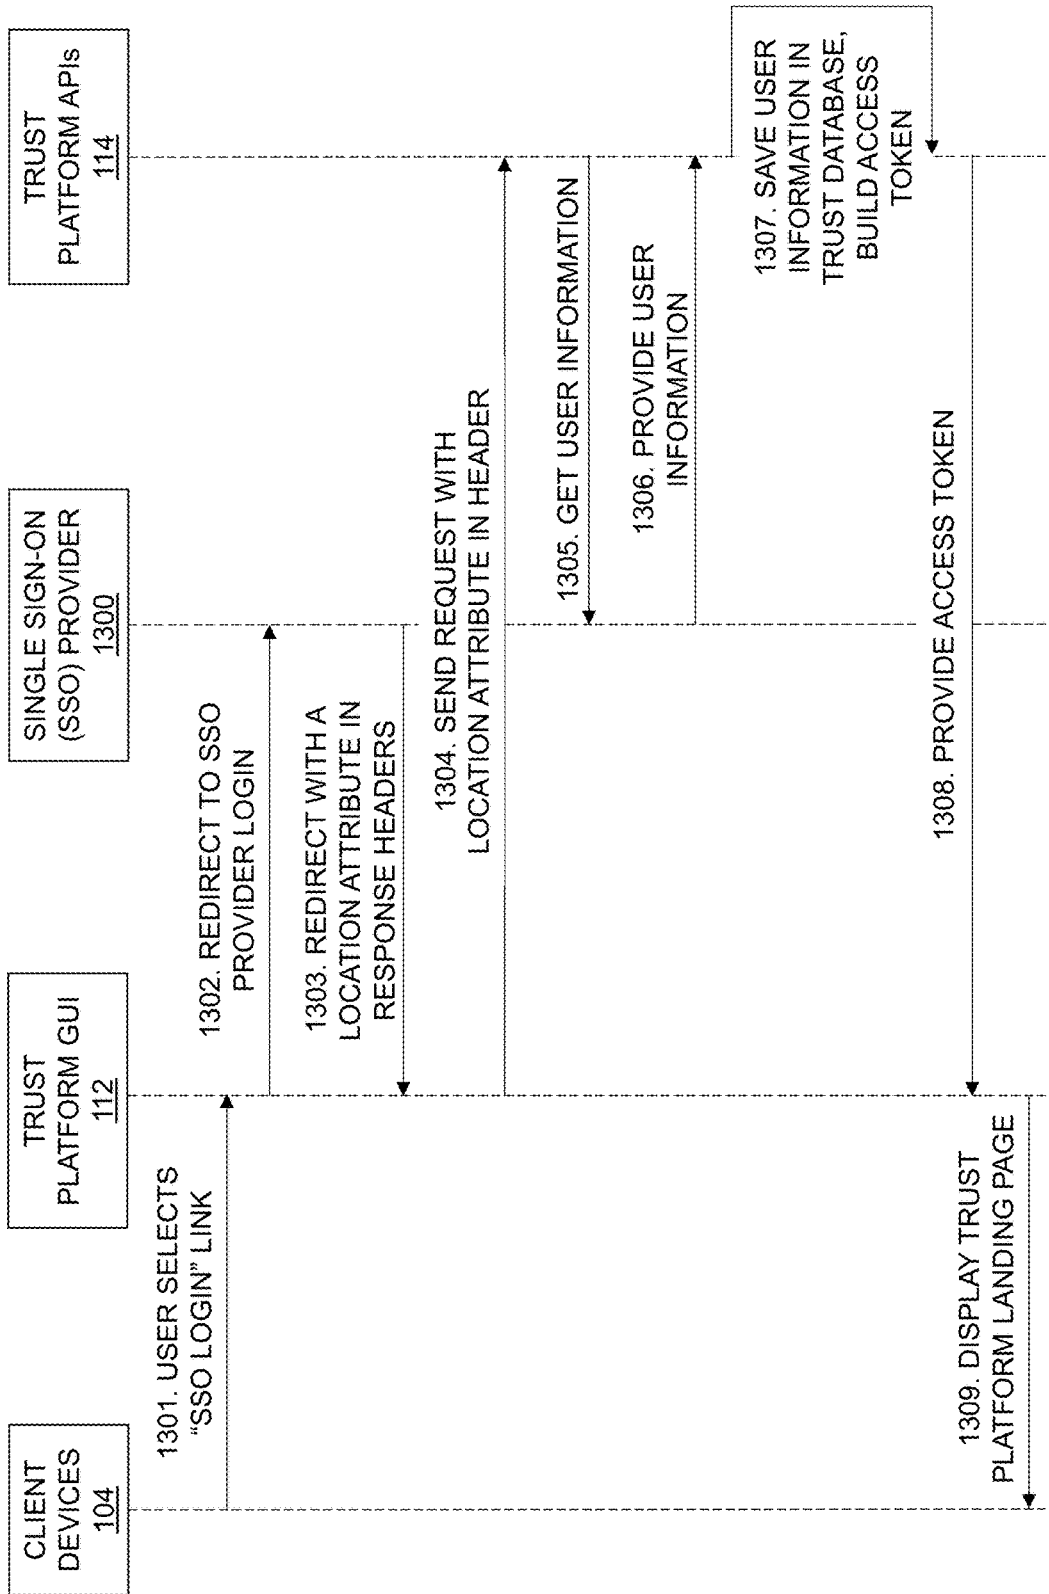 CLIENT
DEVICES
104
TRUST
PLATFORM GUI
112
SINGLE SIGN-ON
(SSO) PROVIDER
1300
TRUST
PLATFORM APIs
114
1301. USER SELECTS
“SSO LOGIN” LINK
1302. REDIRECT TO SSO
PROVIDER LOGIN
1303. REDIRECT WITH A
LOCATION ATTRIBUTE IN
RESPONSE HEADERS
1304. SEND REQUEST WITH
LOCATION ATTRIBUTE IN HEADER
1305. GET USER INFORMATION
1306. PROVIDE USER
INFORMATION
1307. SAVE USER
INFORMATION IN
TRUST DATABASE,
BUILD ACCESS
TOKEN
1308. PROVIDE ACCESS TOKEN
1309. DISPLAY TRUST
PLATFORM LANDING PAGE